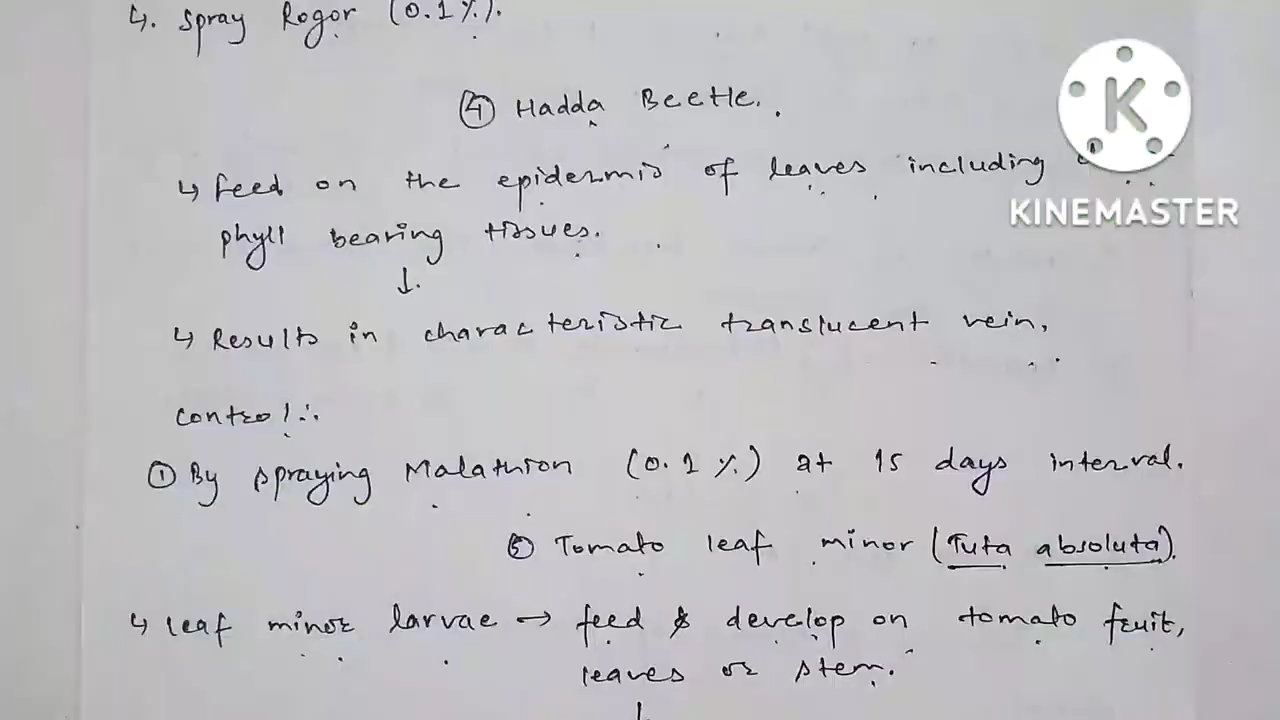 4. Spray Rogor (0.1%).
④ Hadda Beetle.
↳ feed on the epidermis of leaves including
phyll bearing tissues.
↓
↳ Results in characteristic translucent vein.
control:
① By spraying Malathion (0.1%) at 15 days interval.
⑤ Tomato leaf minor (Tuta absoluta).
↳ leaf minor larvae → feed & develop on tomato fruit,
leaves or stem.
↓
KINEMASTER